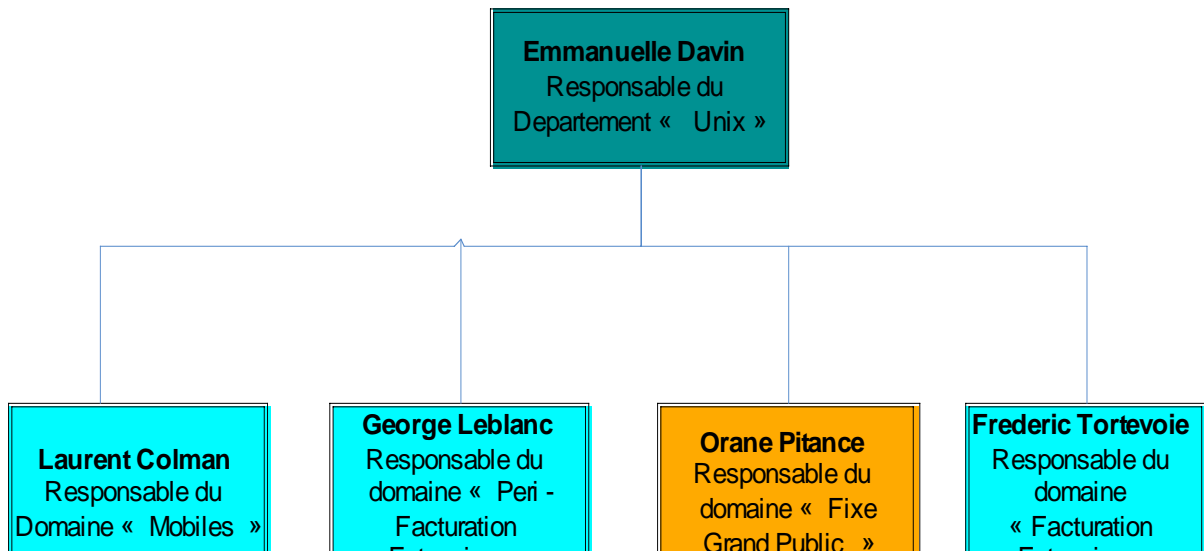 Emmanuelle Davin
Responsable du
Departement « Unix »
Laurent Colman
Responsable du
Domaine « Mobiles »
George Leblanc
Responsable du
domaine « Peri -
Facturation
Orane Pitance
Responsable du
domaine « Fixe
Grand Public »
Frederic Tortevoie
Responsable du
domaine
« Facturation